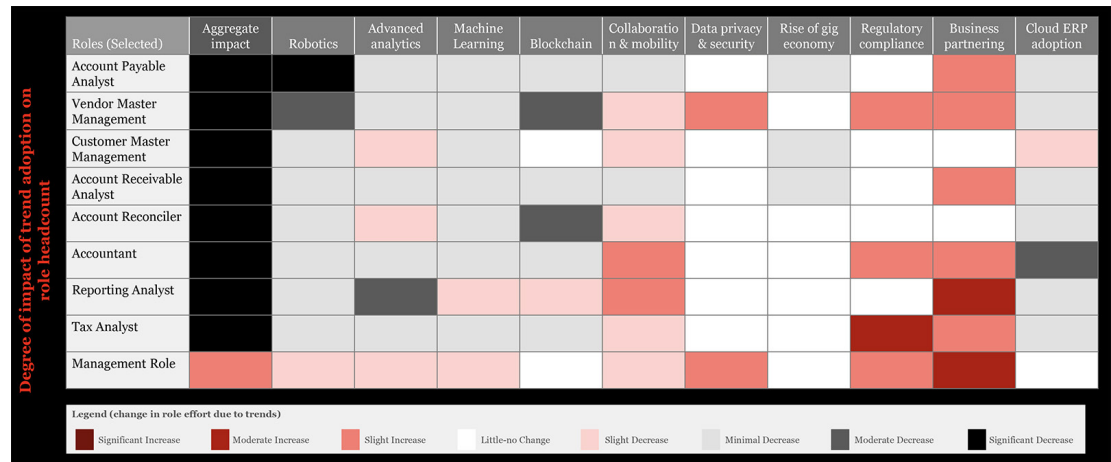 Degree of impact of trend adoption on
role headcount
Roles (Selected)
Aggregate
impact
Robotics
Advanced
analytics
Machine
Learning
Blockchain
Collaboratio
n & mobility
Data privacy
& security
Rise of gig
economy
Regulatory
compliance
Business
partnering
Cloud ERP
adoption
Account Payable
Analyst
Vendor Master
Management
Customer Master
Management
Account Receivable
Analyst
Account Reconciler
Accountant
Reporting Analyst
Tax Analyst
Management Role
Legend (change in role effort due to trends)
Significant Increase
Moderate Increase
Slight Increase
Little-no Change
Slight Decrease
Minimal Decrease
Moderate Decrease
Significant Decrease